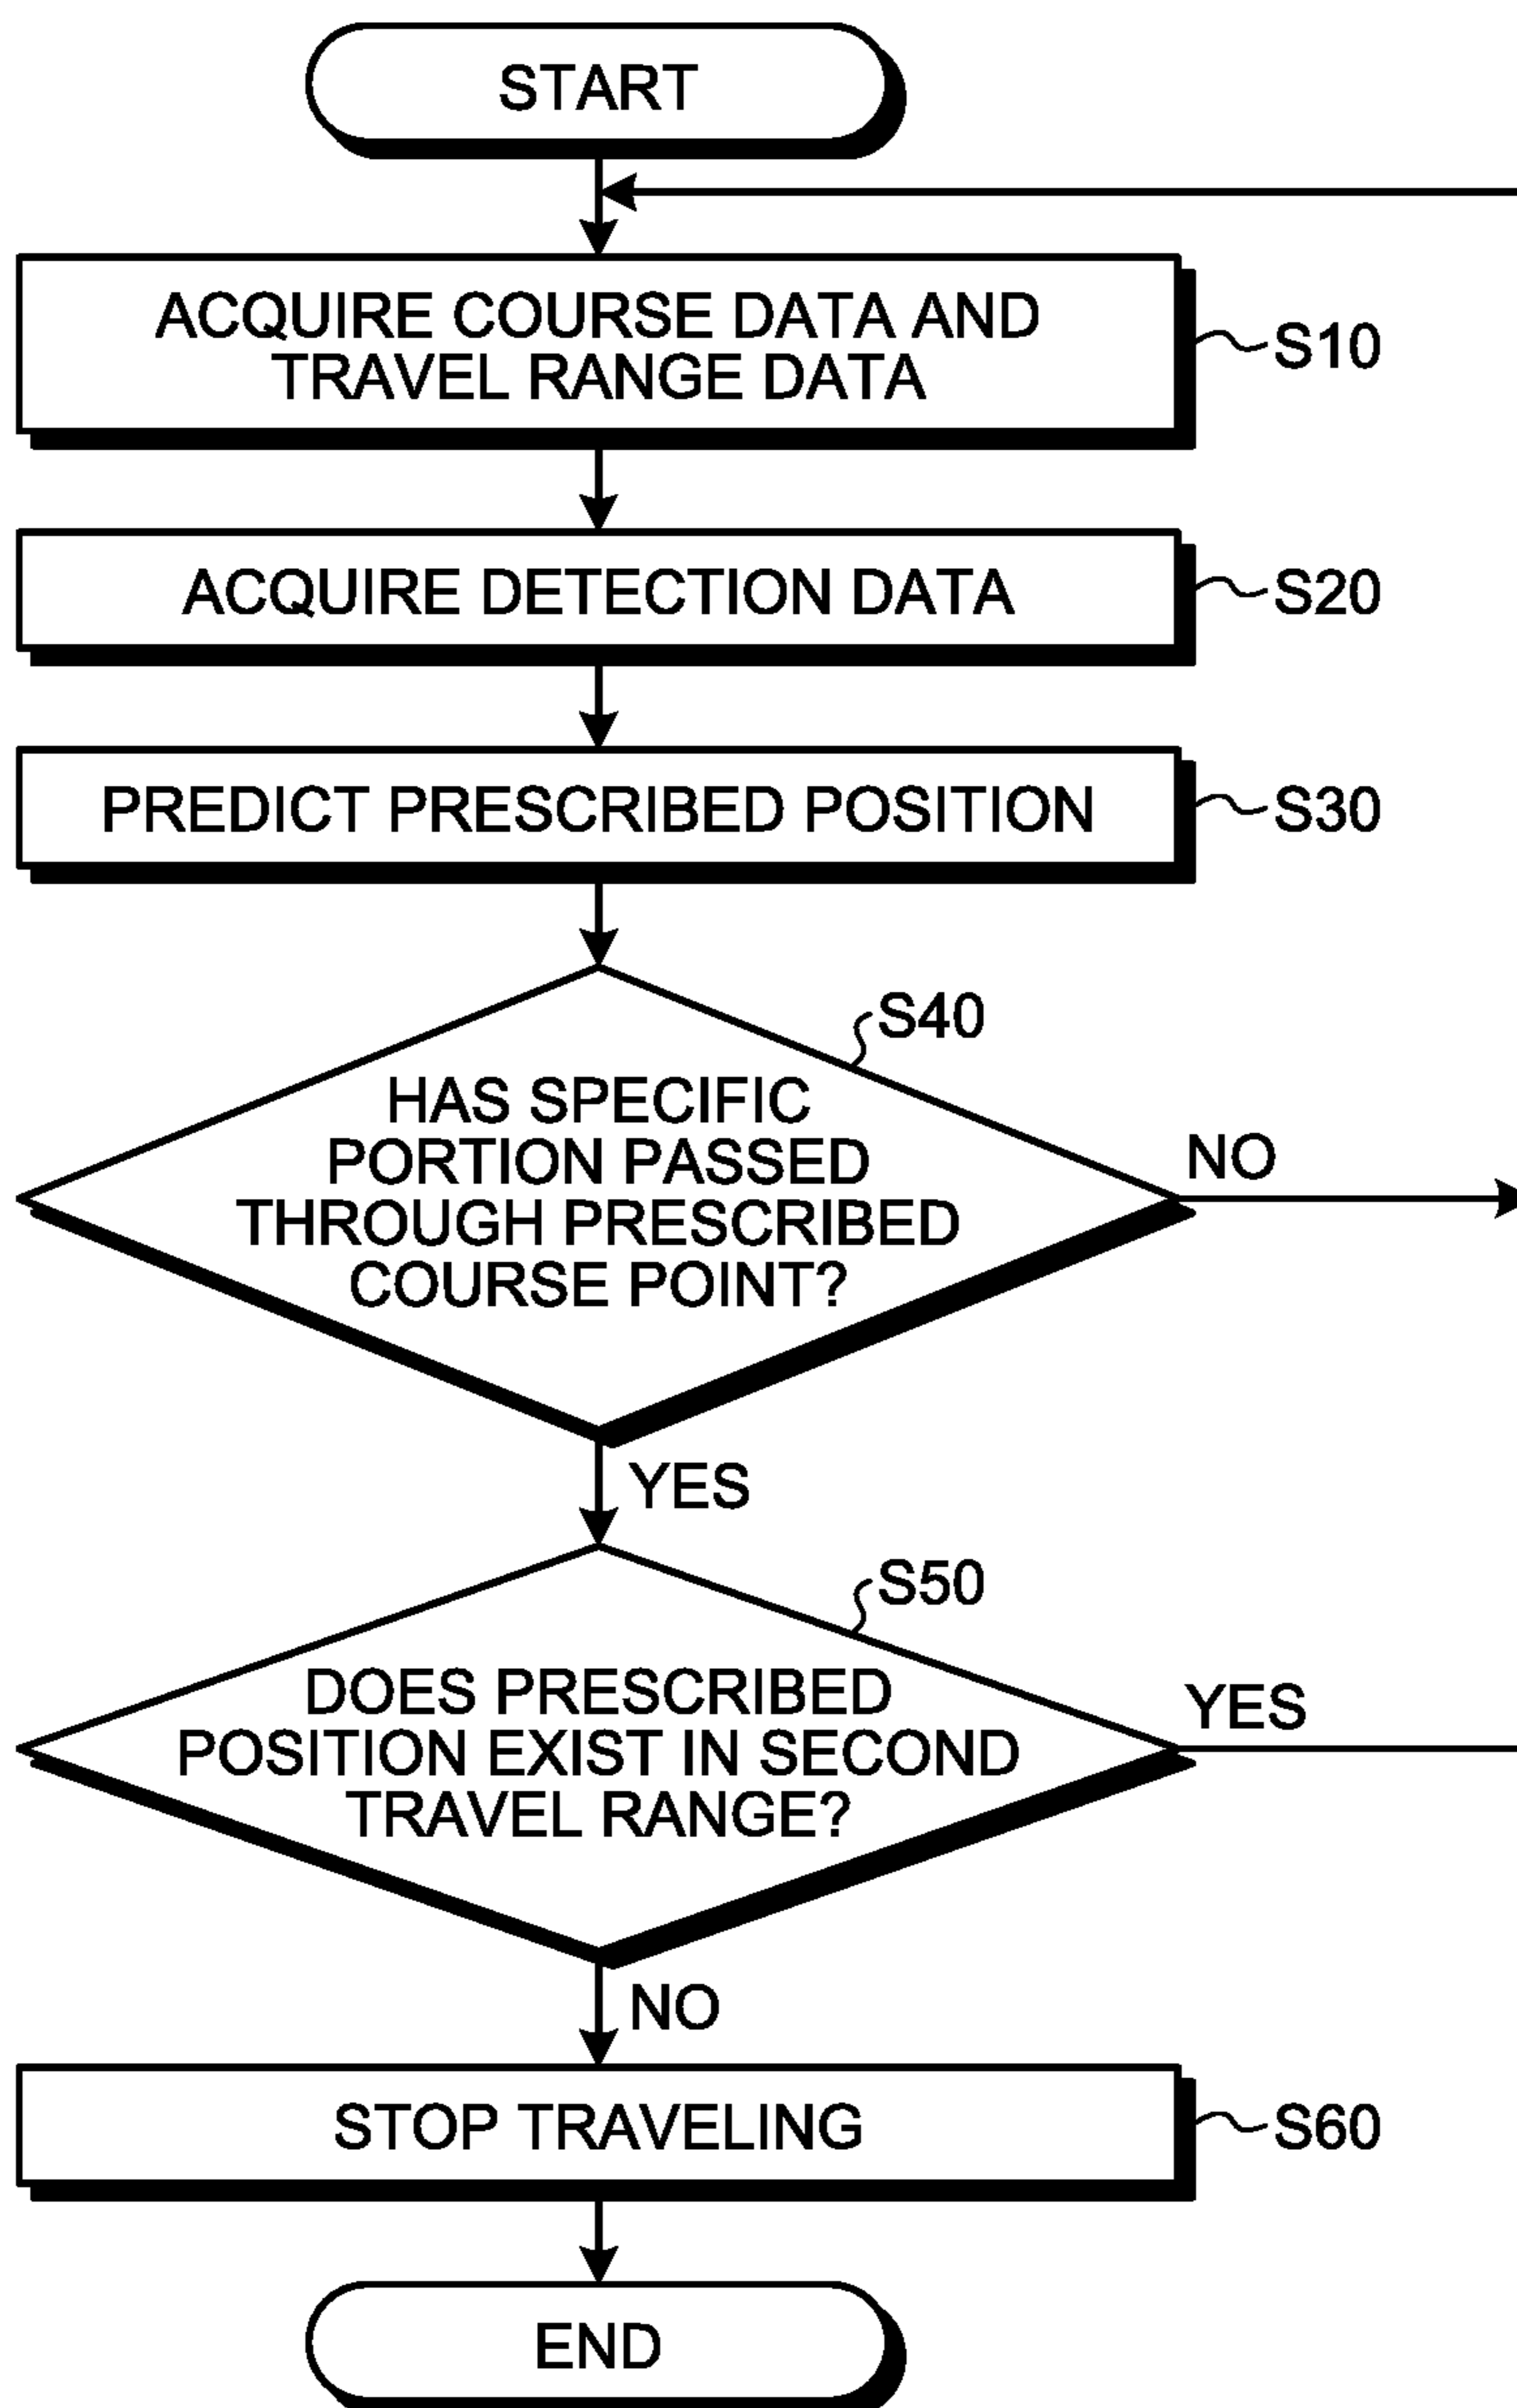 START
ACQUIRE COURSE DATA AND
TRAVEL RANGE DATA
S10
ACQUIRE DETECTION DATA
S20
PREDICT PRESCRIBED POSITION
S30
S40
HAS SPECIFIC
PORTION PASSED
THROUGH PRESCRIBED
COURSE POINT?
NO
YES
S50
DOES PRESCRIBED
POSITION EXIST IN SECOND
TRAVEL RANGE?
YES
NO
STOP TRAVELING
S60
END